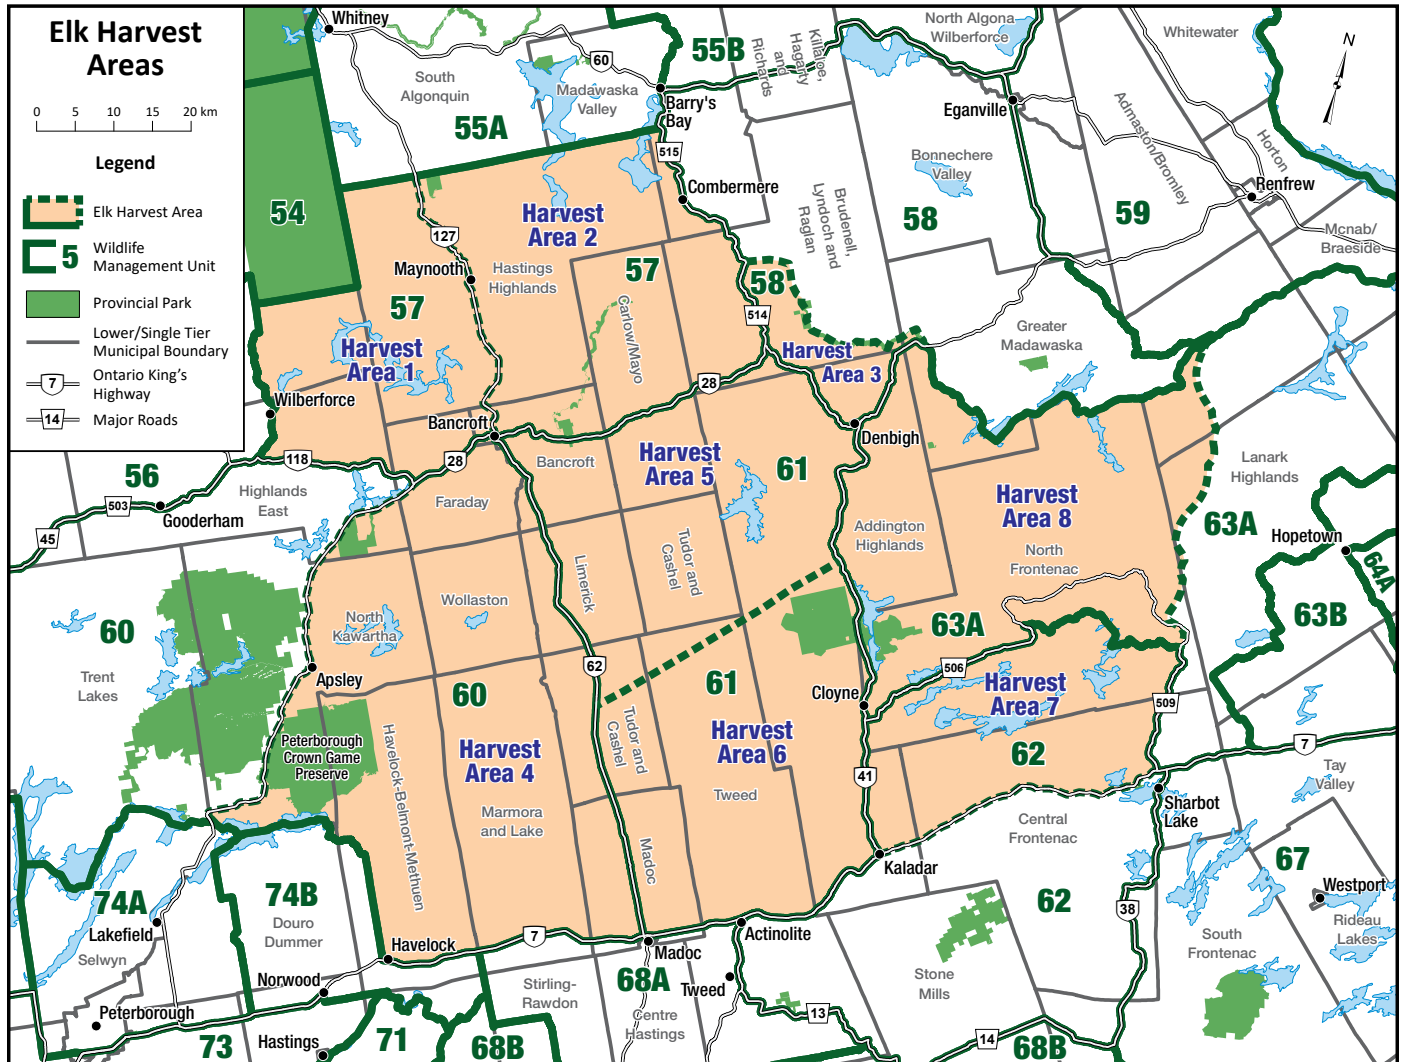 Elk Harvest
Areas
0 5 10 15 20 km
Legend
Elk Harvest Area
5
Wildlife
Management Unit
Provincial Park
Lower/Single Tier
Municipal Boundary
7
Ontario King's
Highway
14
Major Roads
N
Whitney
South
Algonquin
55A
60
Madawaska
Valley
Barry's
Bay
55B
Killaloe,
Hagarty
and
Richards
North Algona
Wilberforce
Whitewater
Eganville
Admaston/Bromley
Horton
Renfrew
Mcnab/
Braeside
Bonnechere
Valley
58
59
54
515
Combermere
Brudenell,
Lyndoch and
Raglan
127
Maynooth
Harvest
Area 2
Hastings
Highlands
57
57
Carlow/Mayo
58
514
Harvest
Area 3
Greater
Madawaska
Harvest
Area 1
Wilberforce
28
Bancroft
Denbigh
118
28
Bancroft
Harvest
Area 5
61
56
503
Gooderham
45
Highlands
East
Faraday
Lanark
Highlands
Harvest
Area 8
63A
Hopetown
64A
63B
Addington
Highlands
North
Frontenac
Limerick
Tudor and
Cashel
Wollaston
North
Kawartha
60
Trent
Lakes
Apsley
62
63A
506
Cloyne
Harvest
Area 7
509
60
61
Peterborough
Crown Game
Preserve
Havelock-Belmont-Methuen
Harvest
Area 4
Tudor and
Cashel
Harvest
Area 6
62
7
41
Tweed
Marmora
and Lake
Tay
Valley
Sharbot
Lake
Central
Frontenac
Madoc
Kaladar
67
Westport
Rideau
Lakes
74A
Lakefield
Selwyn
74B
Douro
Dummer
62
38
South
Frontenac
Havelock
7
Madoc
Actinolite
Norwood
Stirling-
Rawdon
68A
Tweed
Stone
Mills
Centre
Hastings
13
Peterborough
73
Hastings
71
68B
14
68B